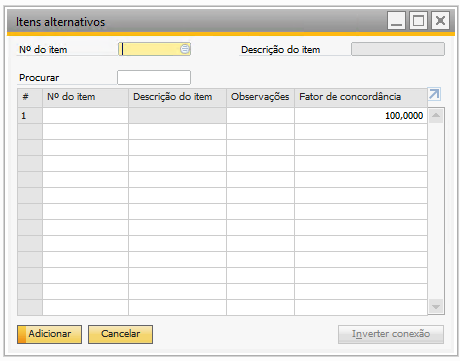 Itens alternativos
Nº do item Descrição do item
Procurar
# Nº do item Descrição do item Observações Fator de concordância
1 100,0000
Adicionar Cancelar Inverter conexão